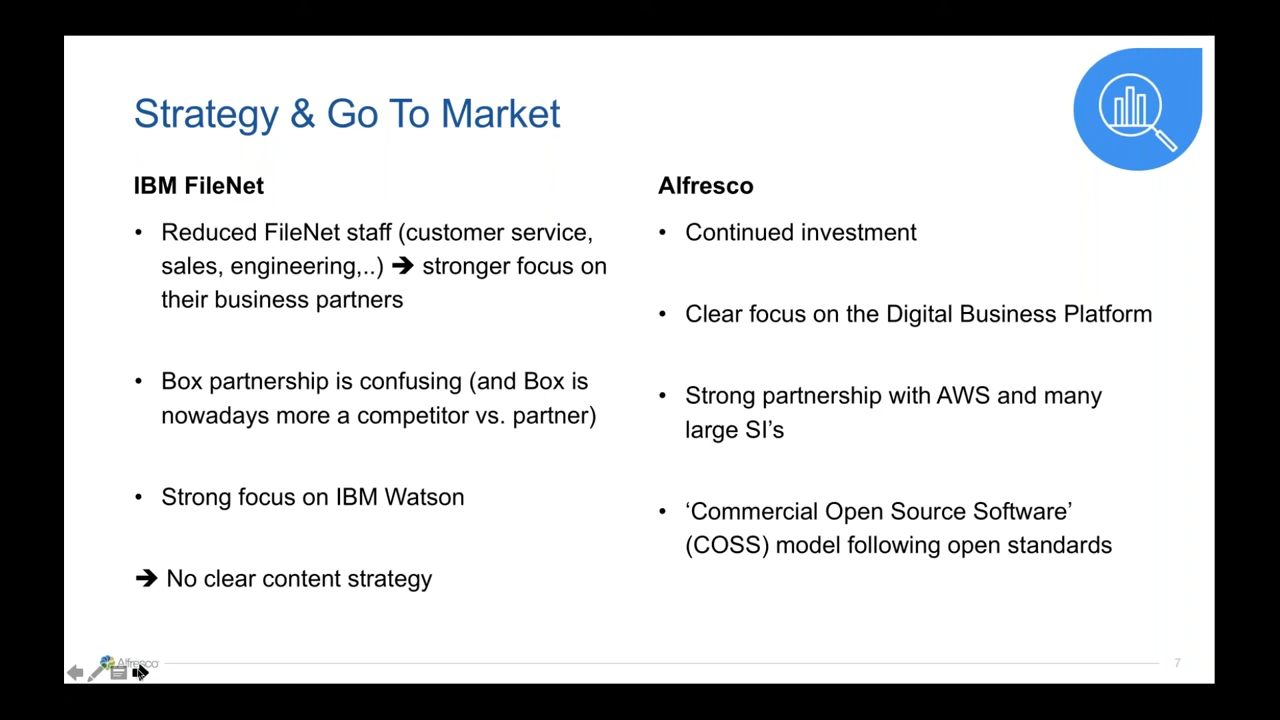 Strategy & Go To Market
IBM FileNet
• Reduced FileNet staff (customer service,
sales, engineering,..) ➔ stronger focus on
their business partners
• Box partnership is confusing (and Box is
nowadays more a competitor vs. partner)
• Strong focus on IBM Watson
➔ No clear content strategy
Alfresco
• Continued investment
• Clear focus on the Digital Business Platform
• Strong partnership with AWS and many
large SI’s
• ‘Commercial Open Source Software’
(COSS) model following open standards
Alfresco
7